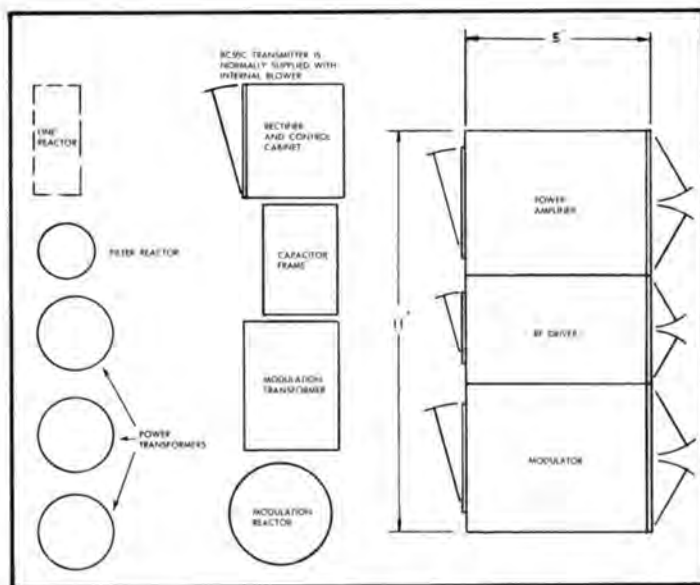 TRANSMITTER IS
NORMALLY SUPPLIED WITH
INTERNAL BLOWER
LINE
REACTOR
RECTIFIER
AND CONTROL
CABINET
FILTER REACTOR
CAPACITOR
FRAME
POWER
TRANSFORMERS
MODULATION
TRANSFORMER
MODULATION
REACTOR
5'
11'
POWER
AMPLIFIER
RF DRIVER
MODULATOR